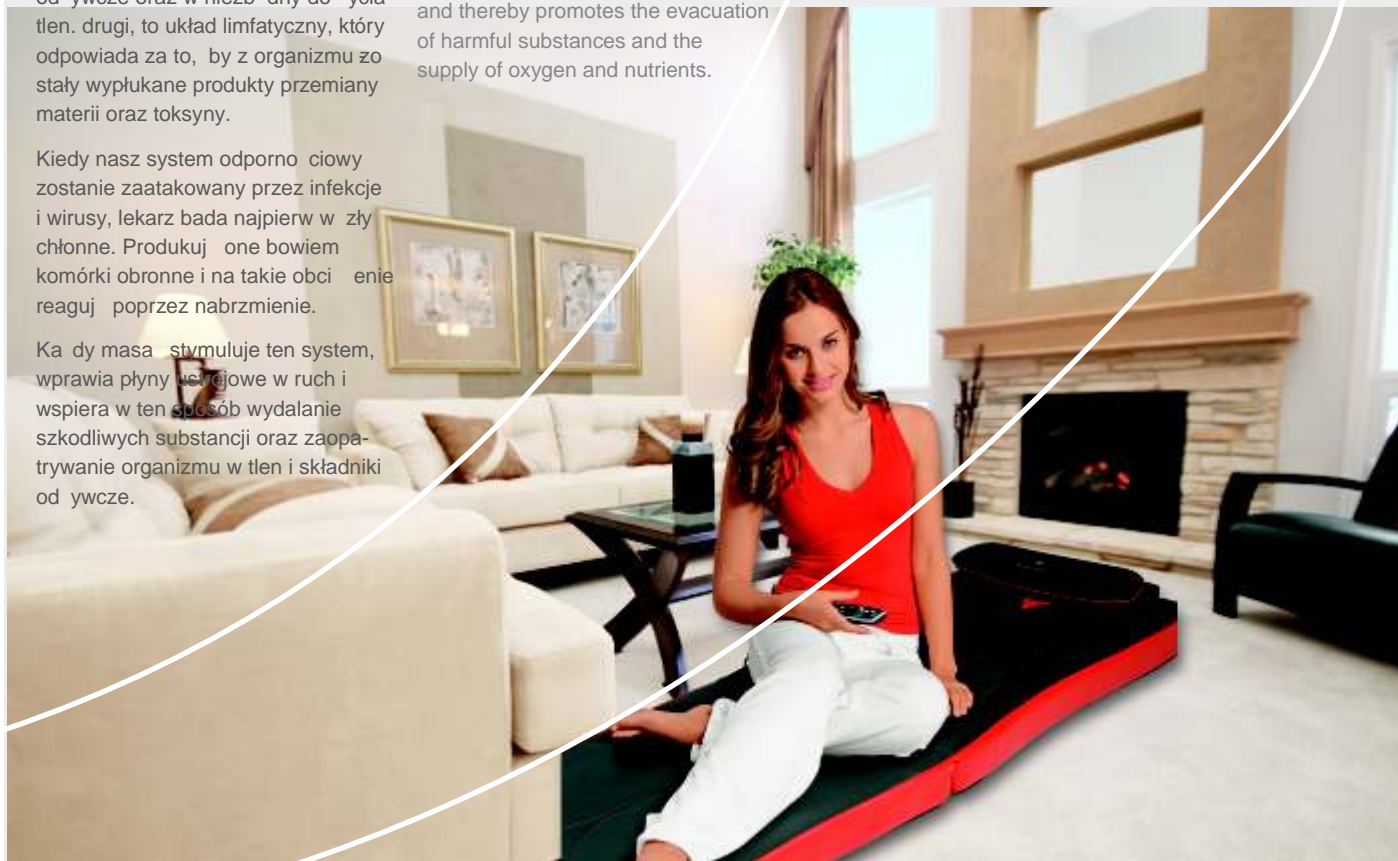 tlen. drugi, to układ limfatyczny, który
odpowiada za to, by z organizmu zo
stały wypłukane produkty przemiany
materii oraz toksyny.
Kiedy nasz system odporno ciowy
zostanie zaatakowany przez infekcje
i wirusy, lekarz bada najpierw w zły
chłonne. Produkuj one bowiem
komórki obronne i na takie obci enie
reaguj poprzez nabrzmienie.
Ka dy masa stymuluje ten system,
wprawia płyny ustrojowe w ruch i
wspiera w ten sposób wydalanie
szkodliwych substancji oraz zaopa-
trywanie organizmu w tlen i składniki
od ywcze.
and thereby promotes the evacuation
of harmful substances and the
supply of oxygen and nutrients.